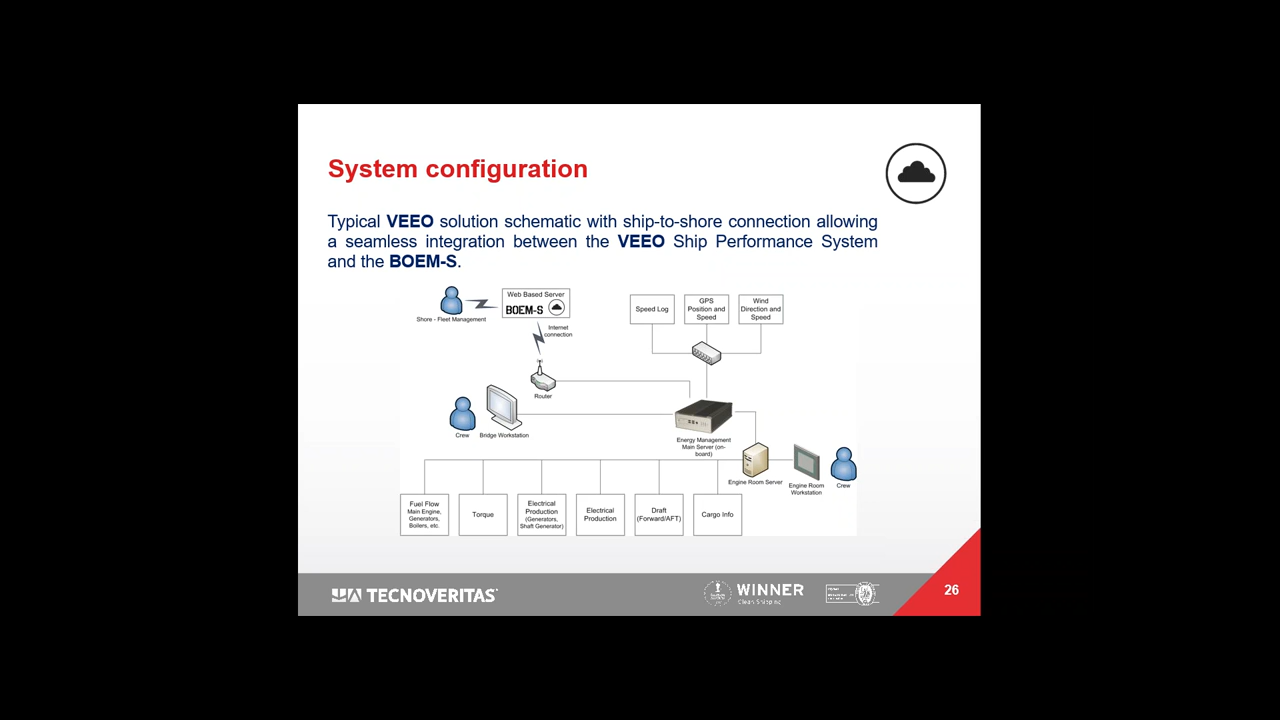 System configuration
Typical VEEO solution schematic with ship-to-shore connection allowing
a seamless integration between the VEEO Ship Performance System
and the BOEM-S.
Web Based Server
BOEM-S
Shore - Fleet Management
Internet
connection
Router
Speed Log
GPS
Position and
Speed
Wind
Direction and
Speed
Crew
Bridge Workstation
Energy Management
Main Server (on-
board)
Engine Room Server
Engine Room
Workstation
Crew
Fuel Flow
Main Engine,
Generators,
Boilers, etc.
Torque
Electrical
Production
(Generators,
Shaft Generator)
Electrical
Production
Draft
(Forward/AFT)
Cargo Info
TECNOVERITAS
WINNER
Clean Shipping
26